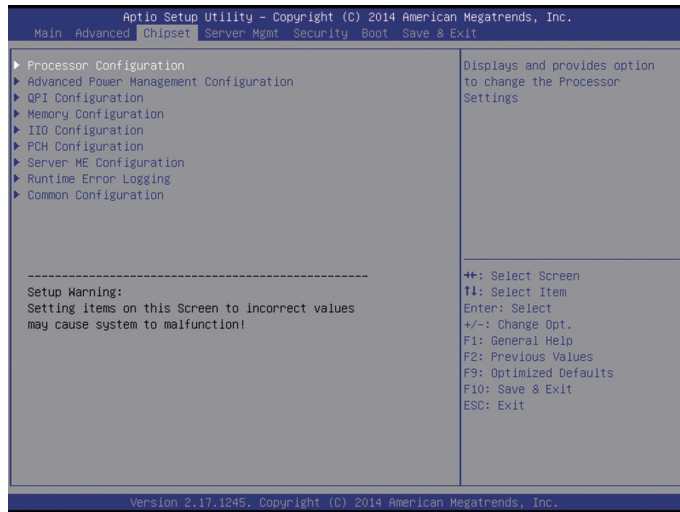 Aptio Setup Utility – Copyright (C) 2014 American Megatrends, Inc.
Main Advanced Chipset Server Mgmt Security Boot Save & Exit
Processor Configuration
Advanced Power Management Configuration
QPI Configuration
Memory Configuration
IIO Configuration
PCH Configuration
Server ME Configuration
Runtime Error Logging
Common Configuration
--------------------------------------------------
Setup Warning:
Setting items on this Screen to incorrect values
may cause system to malfunction!
Displays and provides option
to change the Processor
Settings
→←: Select Screen
↑↓: Select Item
Enter: Select
+/-: Change Opt.
F1: General Help
F2: Previous Values
F9: Optimized Defaults
F10: Save & Exit
ESC: Exit
Version 2.17.1245. Copyright (C) 2014 American Megatrends, Inc.